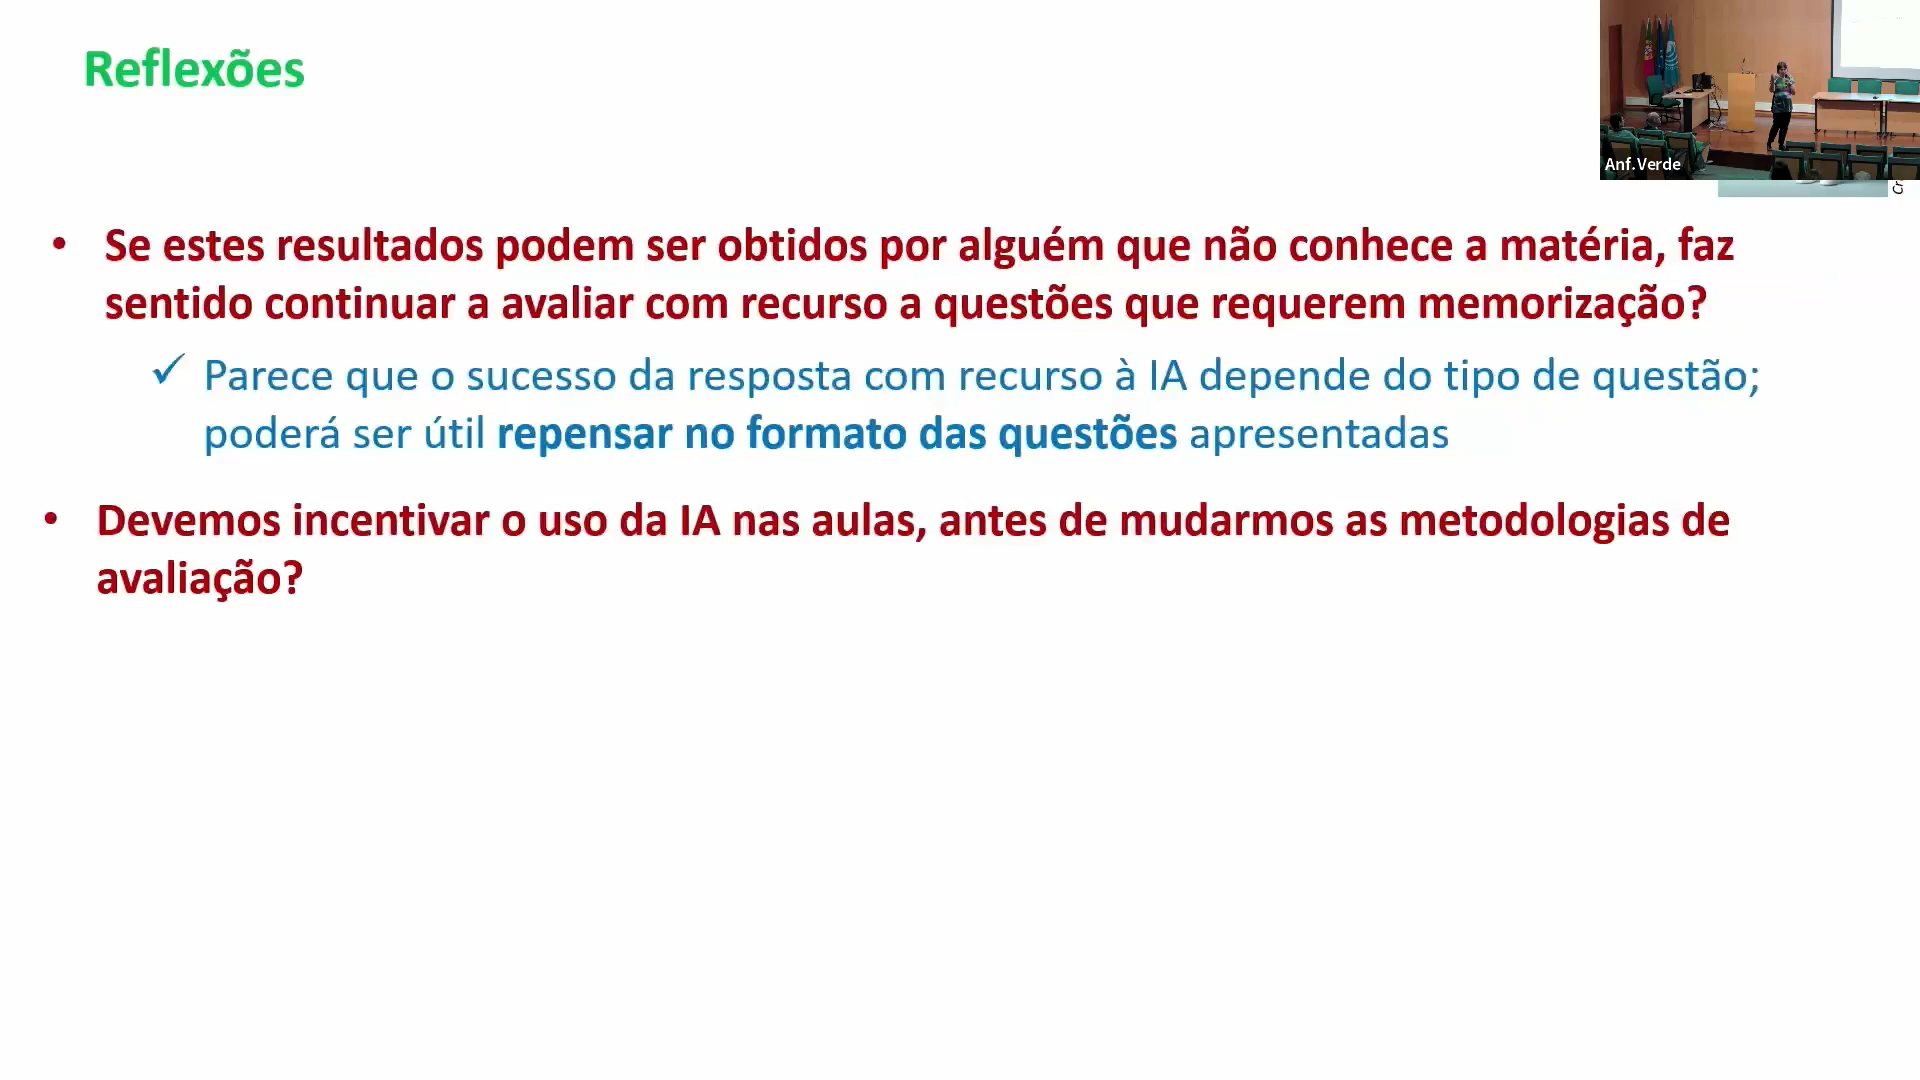 Reflexões
Anf.Verde
Cr
• Se estes resultados podem ser obtidos por alguém que não conhece a matéria, faz
sentido continuar a avaliar com recurso a questões que requerem memorização?
✓ Parece que o sucesso da resposta com recurso à IA depende do tipo de questão;
poderá ser útil repensar no formato das questões apresentadas
• Devemos incentivar o uso da IA nas aulas, antes de mudarmos as metodologias de
avaliação?